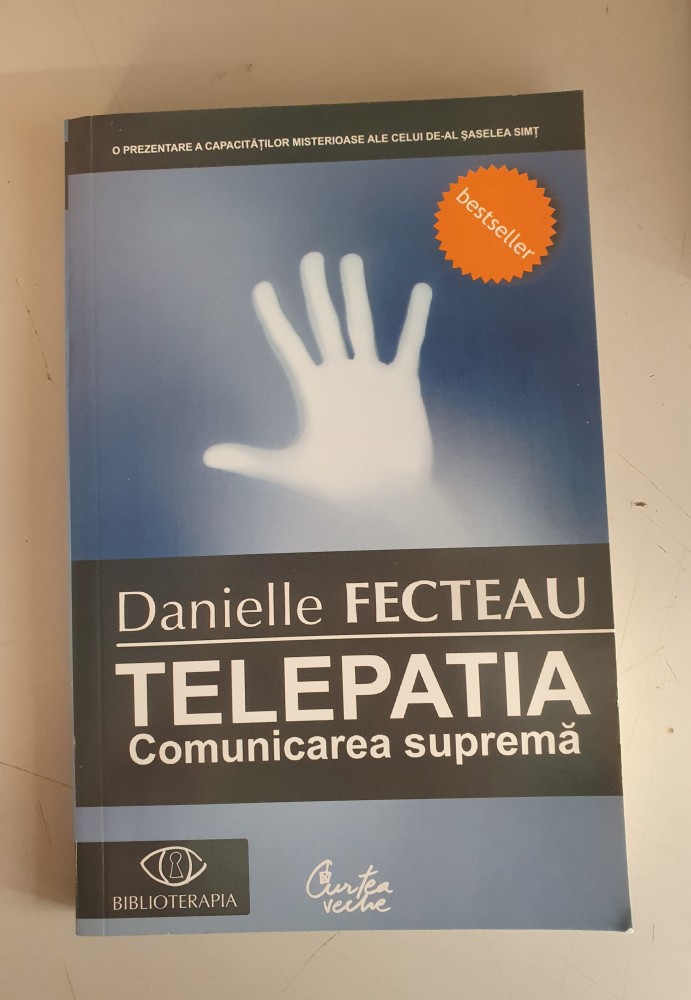 O PREZENTARE A CAPACITĂȚILOR MISTERIOASE ALE CELUI DE-AL ȘASELEA SIMȚ
bestseller
Danielle FECTEAU
TELEPATIA
Comunicarea supremă
BIBLIOTERAPIA
Curtea
veche